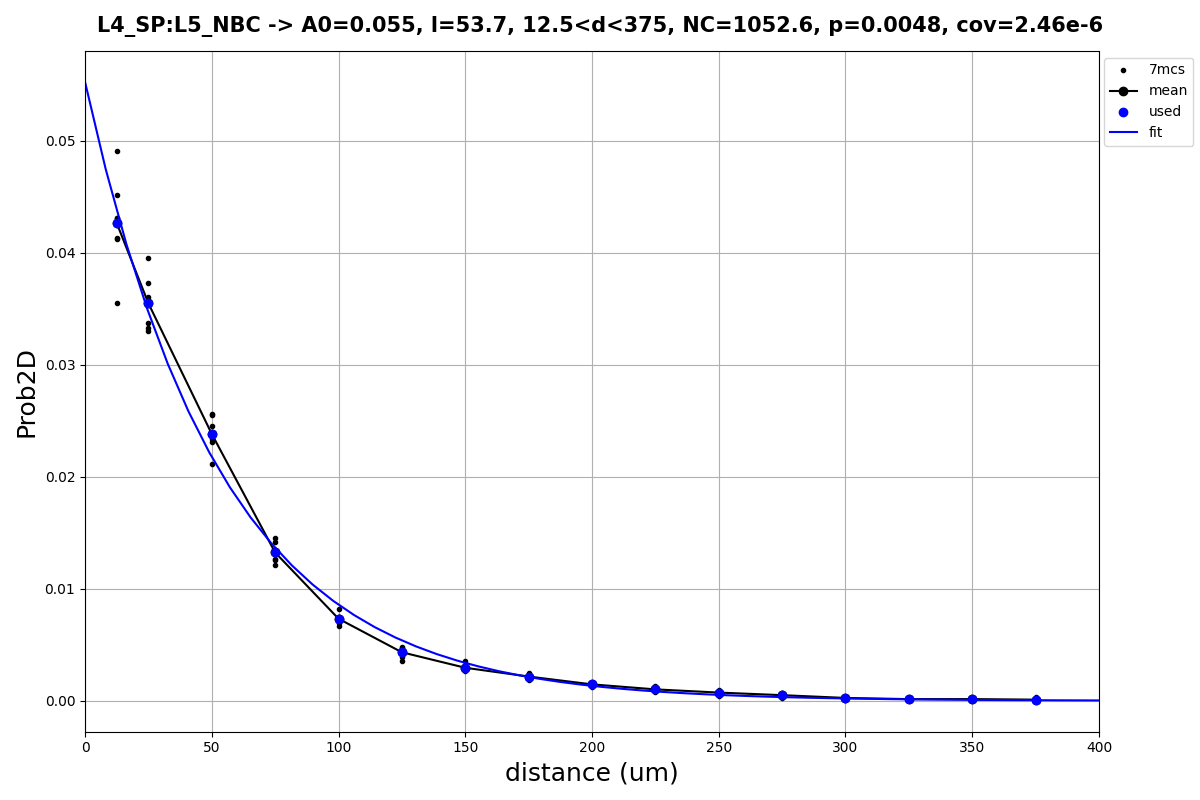 L4_SP:L5_NBC -> A0=0.055, l=53.7, 12.5<d<375, NC=1052.6, p=0.0048, cov=2.46e-6
7mcs
mean
used
fit
Prob2D
0.05
0.04
0.03
0.02
0.01
0.00
0 50 100 150 200 250 300 350 400
distance (um)